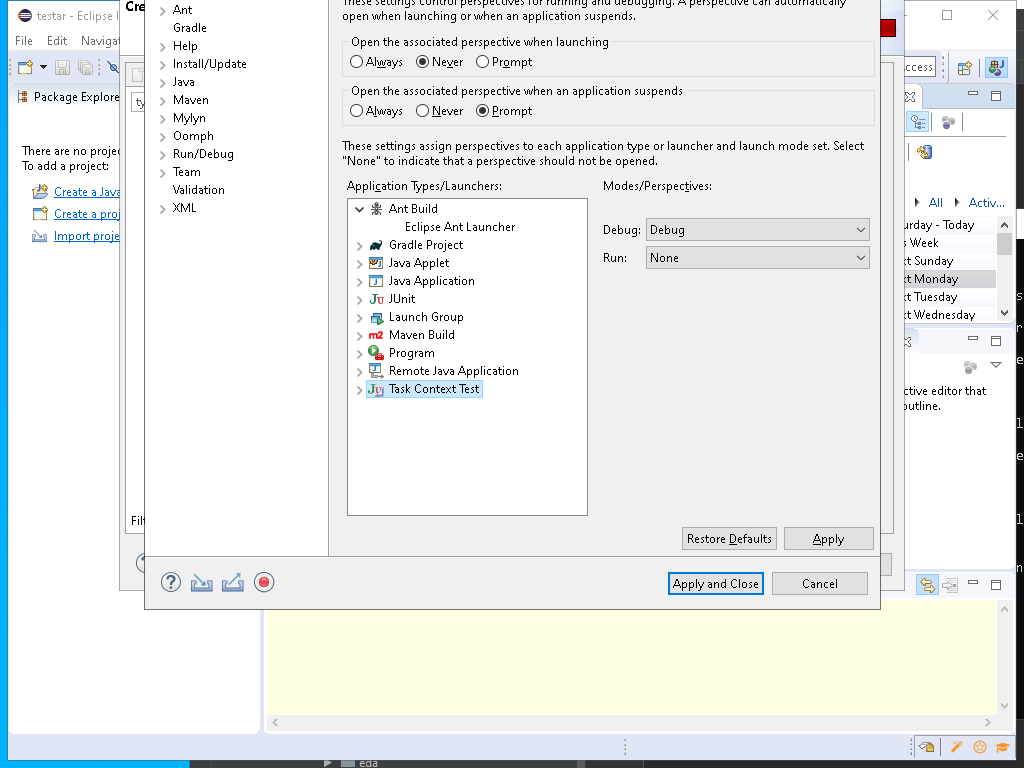 testar - Eclipse I
File Edit Navigat
Package Explore
There are no projec
To add a project:
Create a Java
Create a proj
Import proje
Cre
ty
Filt
Ant
Gradle
Help
Install/Update
Java
Maven
Mylyn
Oomph
Run/Debug
Team
Validation
XML
These settings control perspectives for running and debugging. A perspective can automatically
open when launching or when an application suspends.
Open the associated perspective when launching
Always Never Prompt
Open the associated perspective when an application suspends
Always Never Prompt
These settings assign perspectives to each application type or launcher and launch mode set. Select
"None" to indicate that a perspective should not be opened.
Application Types/Launchers:
Ant Build
Eclipse Ant Launcher
Gradle Project
Java Applet
Java Application
JUnit
Launch Group
Maven Build
Program
Remote Java Application
Task Context Test
Modes/Perspectives:
Debug: Debug
Run: None
Restore Defaults Apply
Apply and Close Cancel
ccess
All Activ...
urday - Today
s Week
xt Sunday
xt Monday
xt Tuesday
xt Wednesday
ctive editor that
outline.
eda